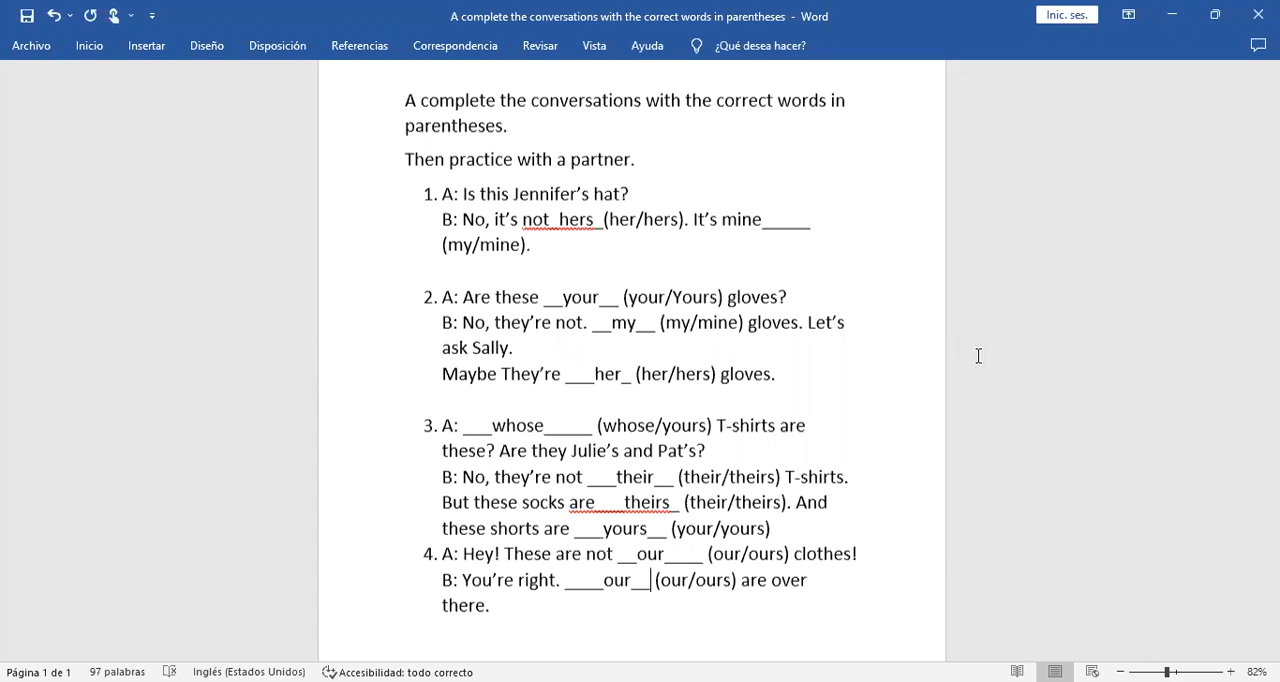 A complete the conversations with the correct words in parentheses - Word
Inic. ses.
Archivo Inicio Insertar Diseño Disposición Referencias Correspondencia Revisar Vista Ayuda ¿Qué desea hacer?
A complete the conversations with the correct words in
parentheses.
Then practice with a partner.
1. A: Is this Jennifer’s hat?
B: No, it’s not_hers_(her/hers). It’s mine_____
(my/mine).
2. A: Are these __your__ (your/Yours) gloves?
B: No, they’re not. __my__ (my/mine) gloves. Let’s
ask Sally.
Maybe They’re ___her_ (her/hers) gloves.
3. A: ___whose_____ (whose/yours) T-shirts are
these? Are they Julie’s and Pat’s?
B: No, they’re not ___their__ (their/theirs) T-shirts.
But these socks are___theirs_ (their/theirs). And
these shorts are ___yours__ (your/yours)
4. A: Hey! These are not __our____ (our/ours) clothes!
B: You’re right. ____our__ (our/ours) are over
there.
Página 1 de 1 97 palabras Inglés (Estados Unidos) Accesibilidad: todo correcto 82%